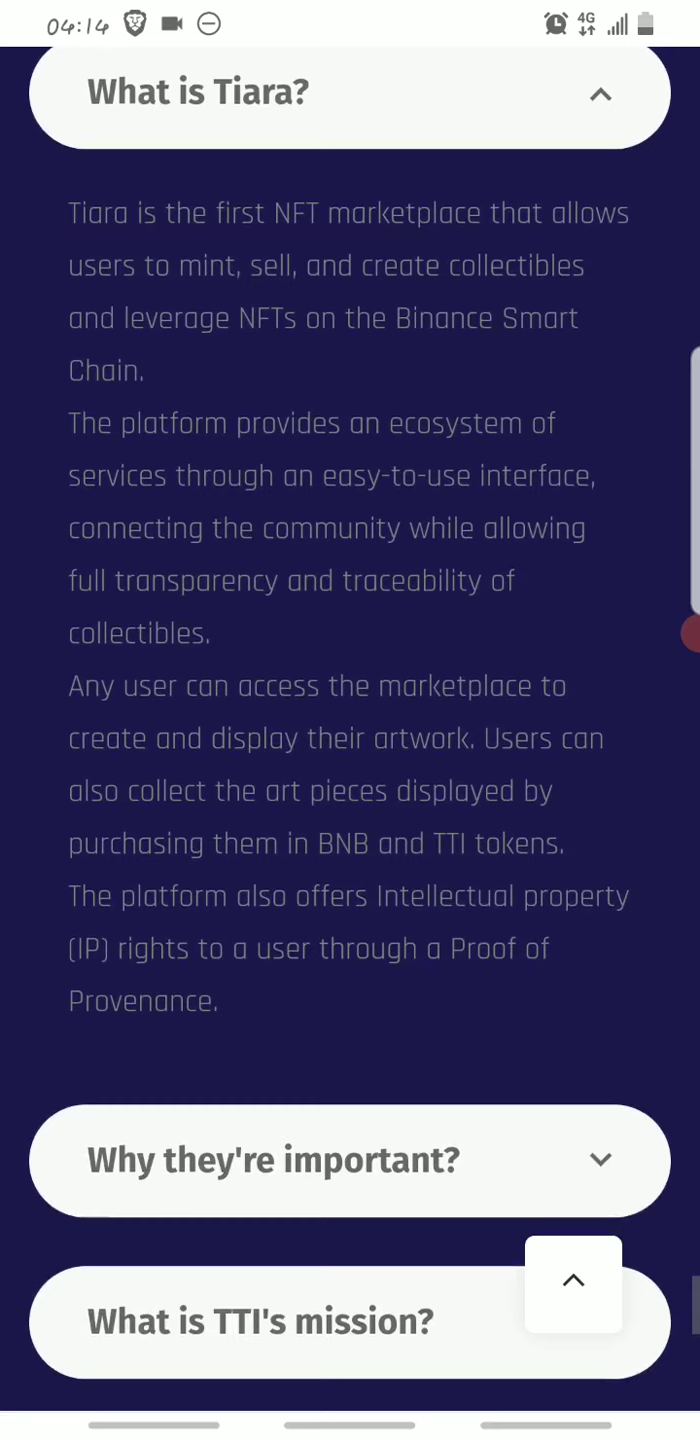 04:14
4G
What is Tiara?
Tiara is the first NFT marketplace that allows
users to mint, sell, and create collectibles
and leverage NFTs on the Binance Smart
Chain.
The platform provides an ecosystem of
services through an easy-to-use interface,
connecting the community while allowing
full transparency and traceability of
collectibles.
Any user can access the marketplace to
create and display their artwork. Users can
also collect the art pieces displayed by
purchasing them in BNB and TTI tokens.
The platform also offers Intellectual property
(IP) rights to a user through a Proof of
Provenance.
Why they're important?
What is TTI's mission?